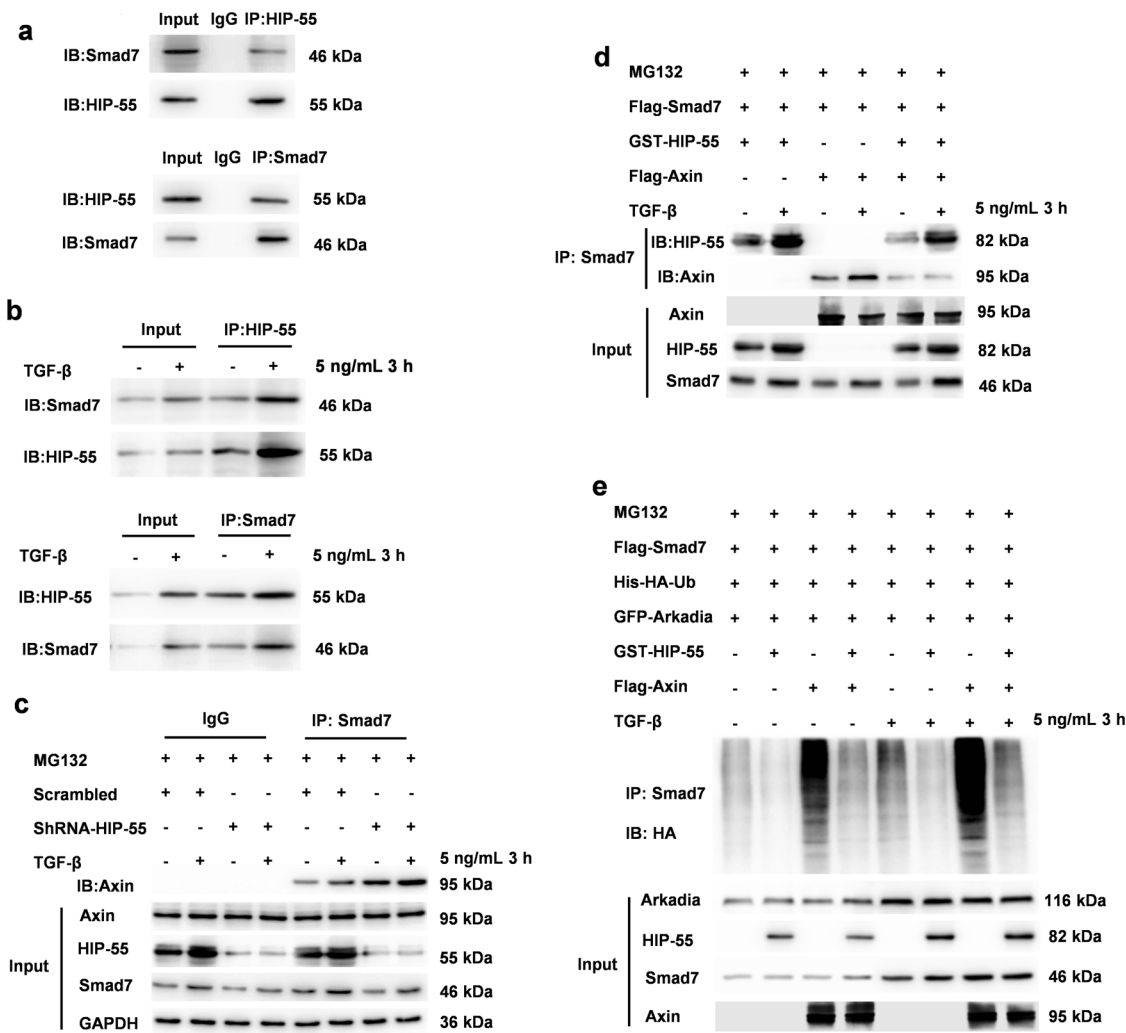 a
Input IgG IP:HIP-55
IB:Smad7 46 kDa
IB:HIP-55 55 kDa
Input IgG IP:Smad7
IB:HIP-55 55 kDa
IB:Smad7 46 kDa
b
Input IP:HIP-55
TGF-β - + - + 5 ng/mL 3 h
IB:Smad7 46 kDa
IB:HIP-55 55 kDa
Input IP:Smad7
TGF-β - + - + 5 ng/mL 3 h
IB:HIP-55 55 kDa
IB:Smad7 46 kDa
c
IgG IP: Smad7
MG132 + + + + + + + +
Scrambled + + - - + + - -
ShRNA-HIP-55 - - + + - - + +
TGF-β - + - + - + - + 5 ng/mL 3 h
IB:Axin 95 kDa
Input
Axin 95 kDa
HIP-55 55 kDa
Smad7 46 kDa
GAPDH 36 kDa
d
MG132 + + + + + +
Flag-Smad7 + + + + + +
GST-HIP-55 + + - - + +
Flag-Axin - - + + + +
TGF-β - + - + - + 5 ng/mL 3 h
IP: Smad7
IB:HIP-55 82 kDa
IB:Axin 95 kDa
Input
Axin 95 kDa
HIP-55 82 kDa
Smad7 46 kDa
e
MG132 + + + + + + + +
Flag-Smad7 + + + + + + + +
His-HA-Ub + + + + + + + +
GFP-Arkadia + + + + + + + +
GST-HIP-55 - + - + - + - +
Flag-Axin - - + + - - + +
TGF-β - - - - + + + + 5 ng/mL 3 h
IP: Smad7
IB: HA
Input
Arkadia 116 kDa
HIP-55 82 kDa
Smad7 46 kDa
Axin 95 kDa